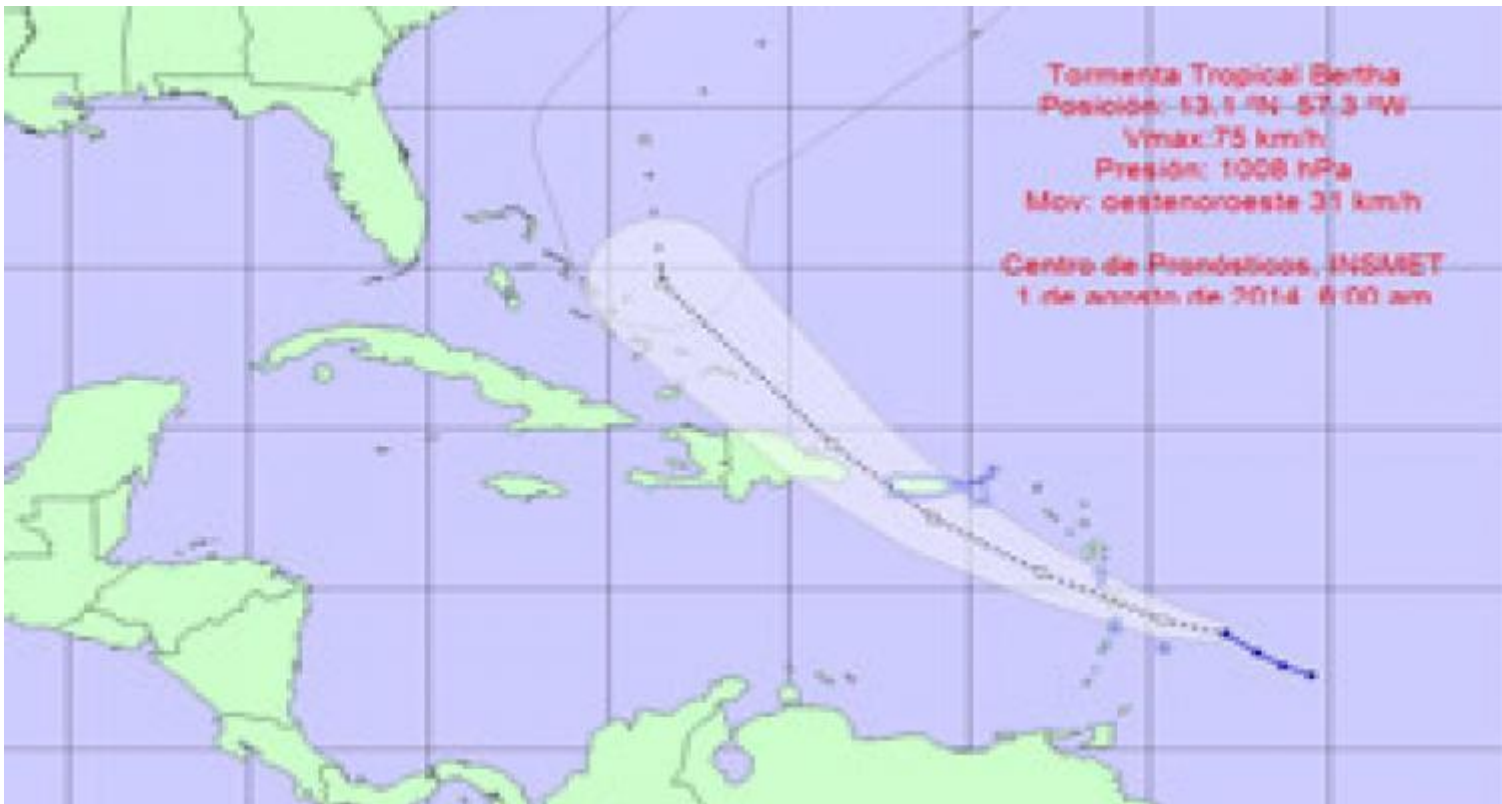 Tormenta Tropical Bertha
Posición: 13.1 ºN 57.3 ºW
Vmax:75 km/h
Presión: 1008 hPa
Mov: oestenoroeste 31 km/h
Centro de Pronósticos, INSMET
1 de agosto de 2014 6:00 am